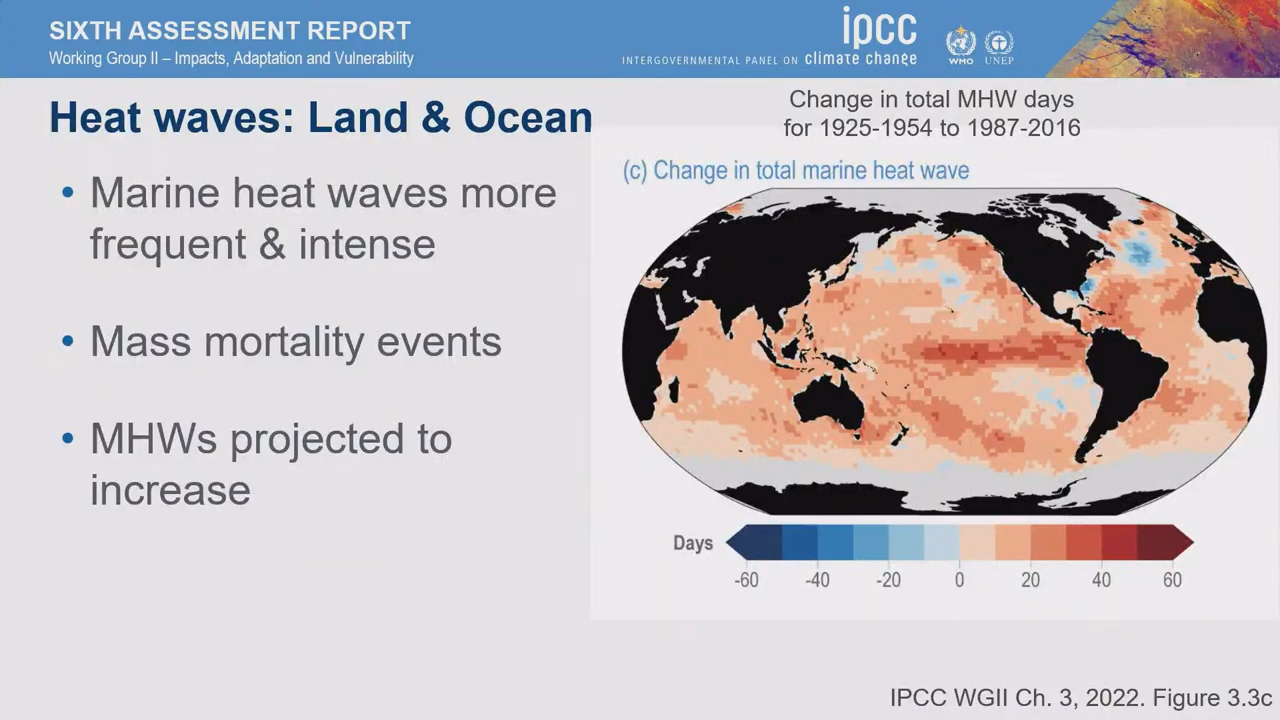 SIXTH ASSESSMENT REPORT
Working Group II – Impacts, Adaptation and Vulnerability
ipcc
INTERGOVERNMENTAL PANEL ON climate change
WMO
UNEP
Heat waves: Land & Ocean
• Marine heat waves more
frequent & intense
• Mass mortality events
• MHWs projected to
increase
Change in total MHW days
for 1925-1954 to 1987-2016
(c) Change in total marine heat wave
Days
-60 -40 -20 0 20 40 60
IPCC WGII Ch. 3, 2022. Figure 3.3c